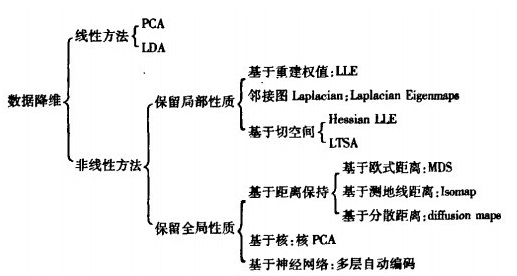 数据降维
线性方法
PCA
LDA
非线性方法
保留局部性质
基于重建权值:LLE
邻接图 Laplacian:Laplacian Eigenmaps
基于切空间
Hessian LLE
LTSA
保留全局性质
基于距离保持
基于欧式距离:MDS
基于测地线距离:Isomap
基于分散距离:diffusion maps
基于核:核 PCA
基于神经网络:多层自动编码